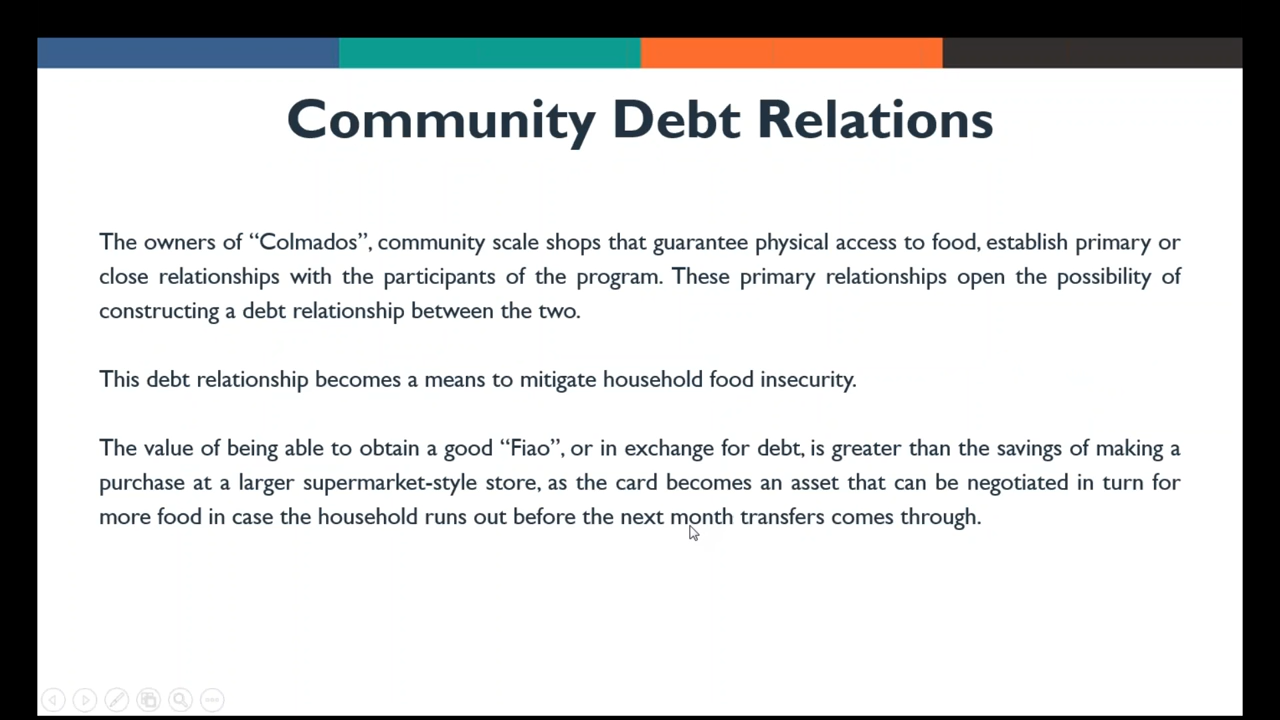 Community Debt Relations
The owners of “Colmados”, community scale shops that guarantee physical access to food, establish primary or
close relationships with the participants of the program. These primary relationships open the possibility of
constructing a debt relationship between the two.
This debt relationship becomes a means to mitigate household food insecurity.
The value of being able to obtain a good “Fiao”, or in exchange for debt, is greater than the savings of making a
purchase at a larger supermarket-style store, as the card becomes an asset that can be negotiated in turn for
more food in case the household runs out before the next month transfers comes through.